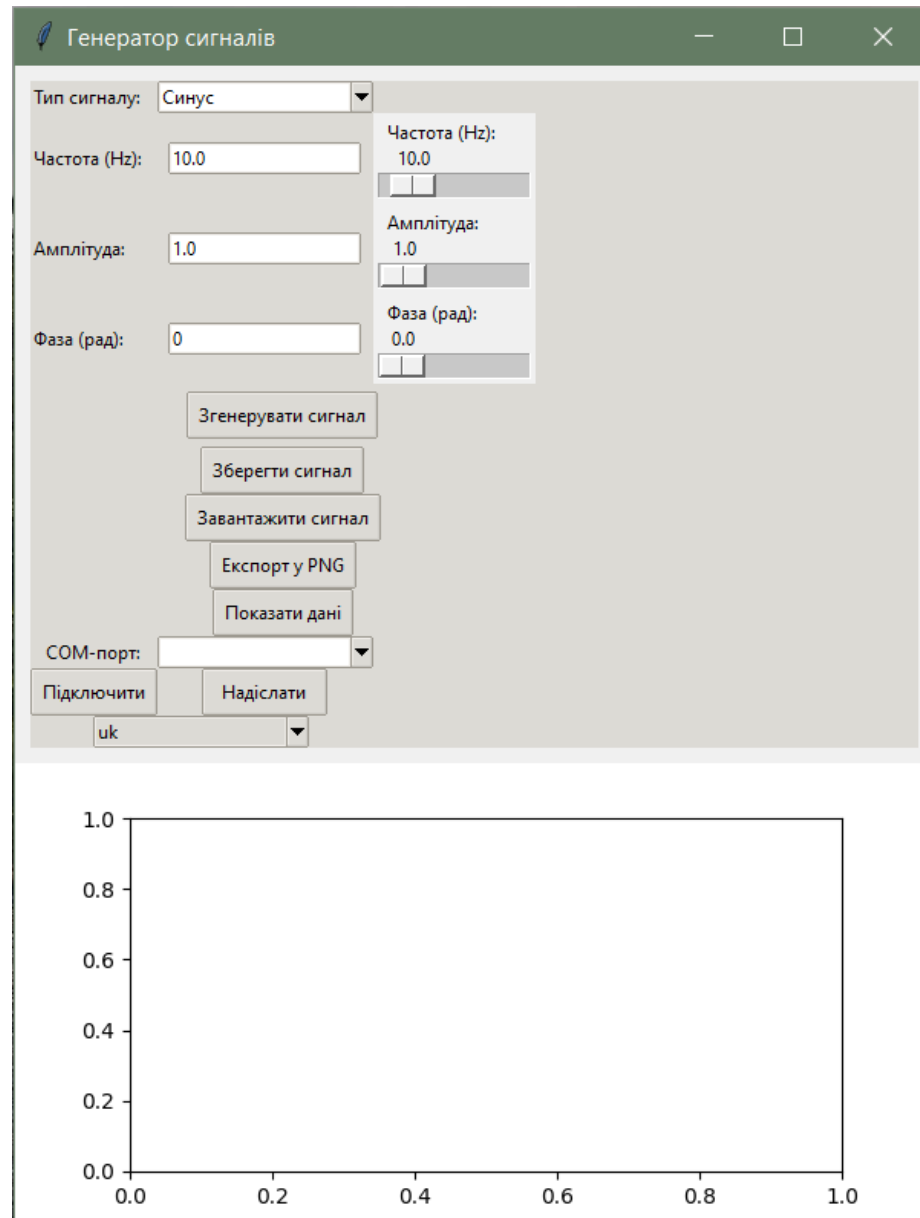 Генератор сигналів
Тип сигналу: Синус
Частота (Hz):
Частота (Hz): 10.0 10.0
Амплітуда:
Амплітуда: 1.0 1.0
Фаза (рад):
Фаза (рад): 0 0.0
Згенерувати сигнал
Зберегти сигнал
Завантажити сигнал
Експорт у PNG
Показати дані
COM-порт:
Підключити Надіслати
uk
1.0
0.8
0.6
0.4
0.2
0.0
0.0 0.2 0.4 0.6 0.8 1.0